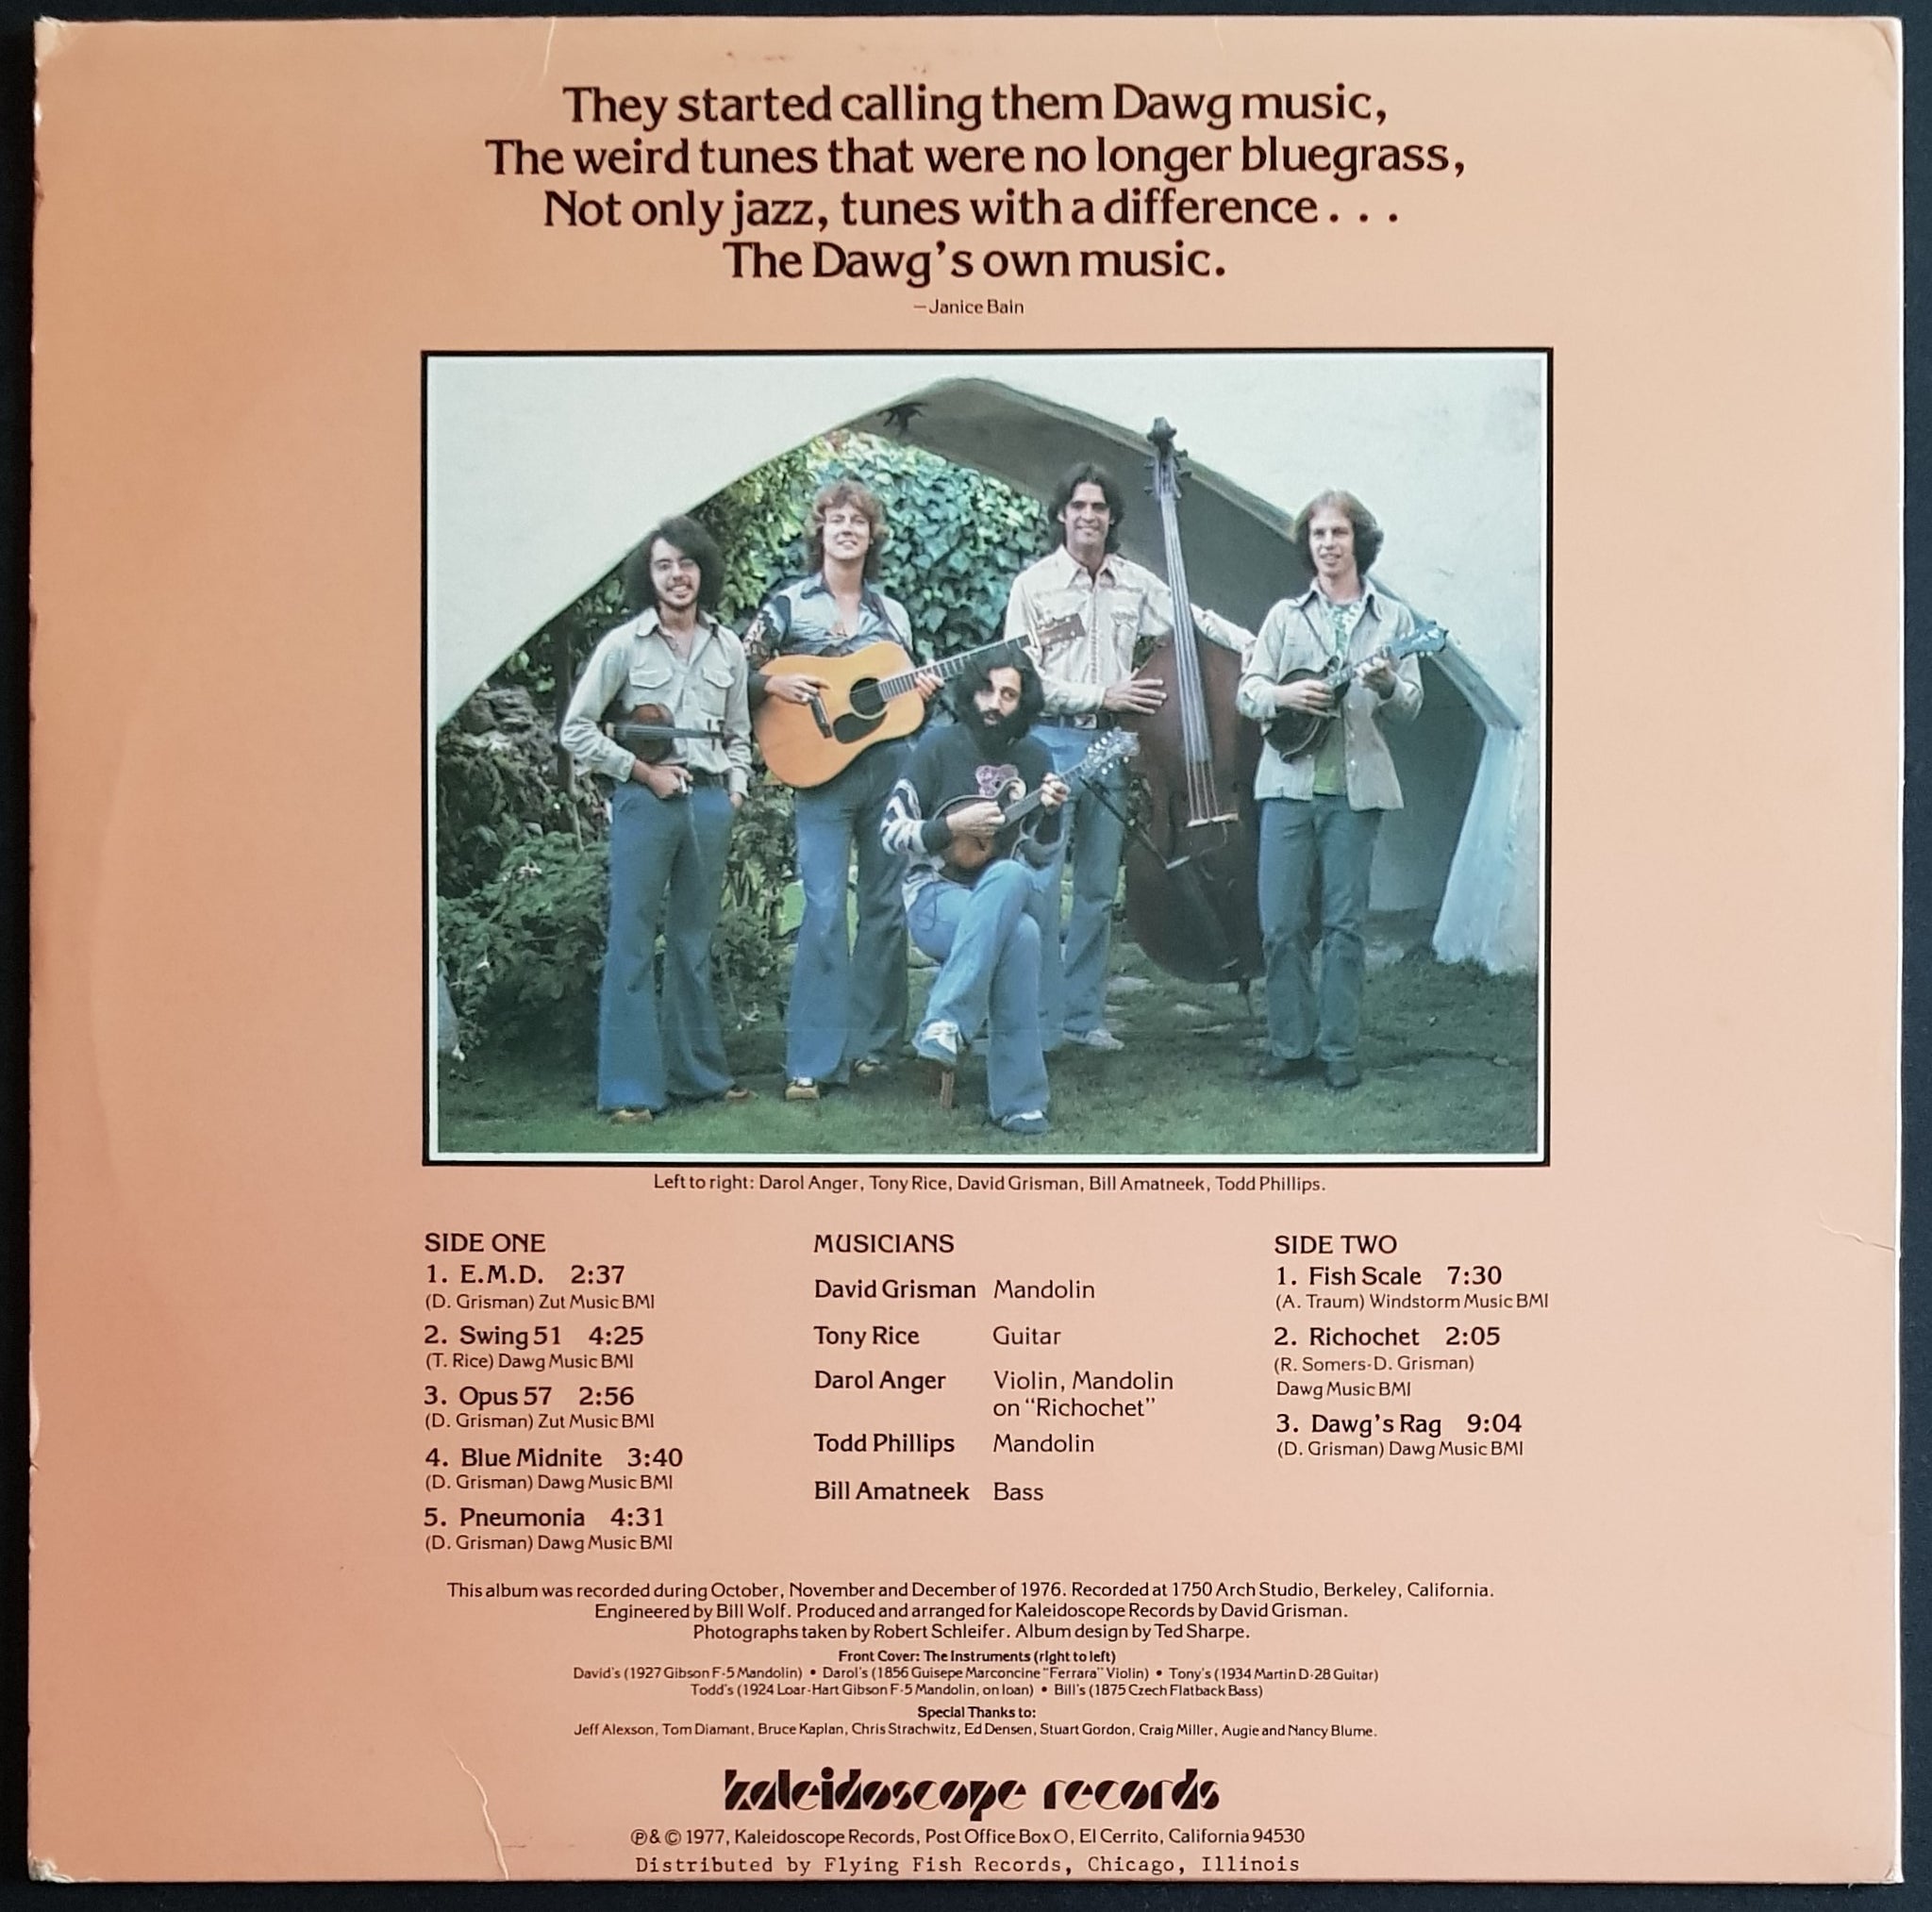 They started calling them Dawg music,
The weird tunes that were no longer bluegrass,
Not only jazz, tunes with a difference . . .
The Dawg's own music.
—Janice Bain
Left to right: Darol Anger, Tony Rice, David Grisman, Bill Amatneek, Todd Phillips.
SIDE ONE
1. E.M.D. 2:37
(D. Grisman) Zut Music BMI
2. Swing 51 4:25
(T. Rice) Dawg Music BMI
3. Opus 57 2:56
(D. Grisman) Zut Music BMI
4. Blue Midnite 3:40
(D. Grisman) Dawg Music BMI
5. Pneumonia 4:31
(D. Grisman) Dawg Music BMI
MUSICIANS
David Grisman Mandolin
Tony Rice Guitar
Darol Anger Violin, Mandolin
on "Richochet"
Todd Phillips Mandolin
Bill Amatneek Bass
SIDE TWO
1. Fish Scale 7:30
(A. Traum) Windstorm Music BMI
2. Richochet 2:05
(R. Somers-D. Grisman)
Dawg Music BMI
3. Dawg's Rag 9:04
(D. Grisman) Dawg Music BMI
This album was recorded during October, November and December of 1976. Recorded at 1750 Arch Studio, Berkeley, California.
Engineered by Bill Wolf. Produced and arranged for Kaleidoscope Records by David Grisman.
Photographs taken by Robert Schleifer. Album design by Ted Sharpe.
Front Cover: The Instruments (right to left)
David's (1927 Gibson F-5 Mandolin) • Darol's (1856 Guisepe Marconcine "Ferrara" Violin) • Tony's (1934 Martin D-28 Guitar)
Todd's (1924 Loar-Hart Gibson F-5 Mandolin, on loan) • Bill's (1875 Czech Flatback Bass)
Special Thanks to:
Jeff Alexson, Tom Diamant, Bruce Kaplan, Chris Strachwitz, Ed Densen, Stuart Gordon, Craig Miller, Augie and Nancy Blume.
kaleidoscope records
℗ & © 1977, Kaleidoscope Records, Post Office Box O, El Cerrito, California 94530
Distributed by Flying Fish Records, Chicago, Illinois